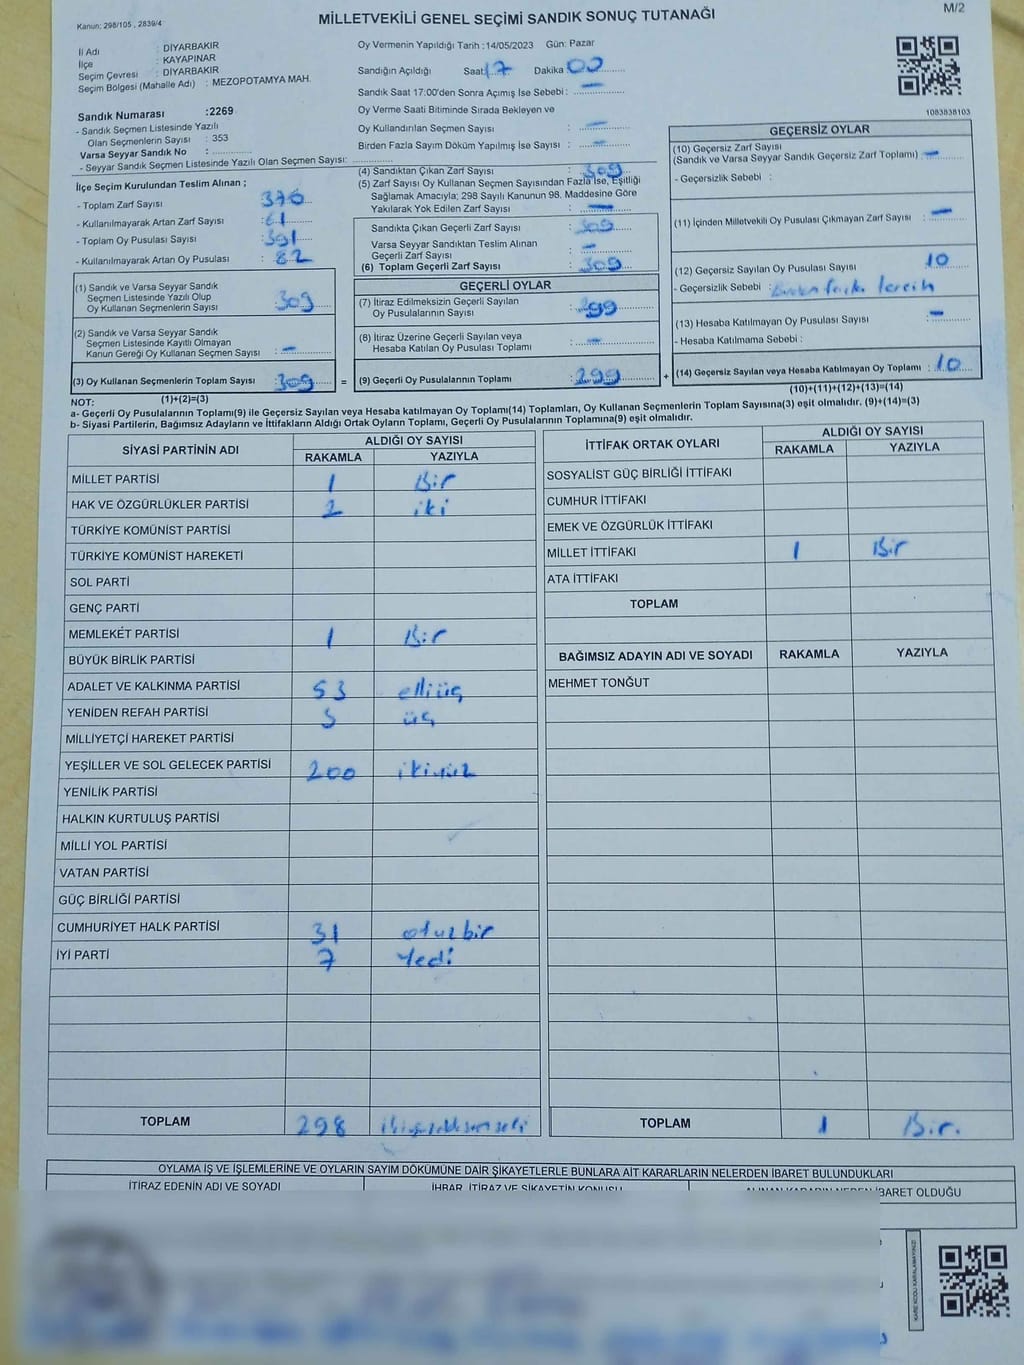 Kanun: 298/105 , 2839/4
MİLLETVEKİLİ GENEL SEÇİMİ SANDIK SONUÇ TUTANAĞI
M/2
İl Adı : DİYARBAKIR
İlçe : KAYAPINAR
Seçim Çevresi : DİYARBAKIR
Seçim Bölgesi (Mahalle Adı) : MEZOPOTAMYA MAH.
Sandık Numarası :2269
- Sandık Seçmen Listesinde Yazılı
Olan Seçmenlerin Sayısı : 353
Varsa Seyyar Sandık No :
- Seyyar Sandık Seçmen Listesinde Yazılı Olan Seçmen Sayısı:
Oy Vermenin Yapıldığı Tarih :14/05/2023 Gün: Pazar
Sandığın Açıldığı Saat 17 Dakika 00
Sandık Saat 17:00'den Sonra Açımış İse Sebebi : —
Oy Verme Saati Bitiminde Sırada Bekleyen ve
Oy Kullandırılan Seçmen Sayısı : —
Birden Fazla Sayım Döküm Yapılmış İse Sayısı : —
1083838103
İlçe Seçim Kurulundan Teslim Alınan ;
- Toplam Zarf Sayısı : 376
- Kullanılmayarak Artan Zarf Sayısı : 61
- Toplam Oy Pusulası Sayısı : 391
- Kullanılmayarak Artan Oy Pusulası : 82
(4) Sandıktan Çıkan Zarf Sayısı : 309
(5) Zarf Sayısı Oy Kullanan Seçmen Sayısından Fazla İse, Eşitliği
Sağlamak Amacıyla; 298 Sayılı Kanunun 98. Maddesine Göre
Yakılarak Yok Edilen Zarf Sayısı : —
Sandıkta Çıkan Geçerli Zarf Sayısı : 309
Varsa Seyyar Sandıktan Teslim Alınan
Geçerli Zarf Sayısı : —
(6) Toplam Geçerli Zarf Sayısı : 309
GEÇERSİZ OYLAR
(10) Geçersiz Zarf Sayısı
(Sandık ve Varsa Seyyar Sandık Geçersiz Zarf Toplamı) : —
- Geçersizlik Sebebi :
(11) İçinden Milletvekili Oy Pusulası Çıkmayan Zarf Sayısı : —
(12) Geçersiz Sayılan Oy Pusulası Sayısı : 10
- Geçersizlik Sebebi :
(13) Hesaba Katılmayan Oy Pusulası Sayısı : —
- Hesaba Katılmama Sebebi :
(14) Geçersiz Sayılan veya Hesaba Katılmayan Oy Toplamı : 10
(10)+(11)+(12)+(13)=(14)
(1) Sandık ve Varsa Seyyar Sandık
Seçmen Listesinde Yazılı Olup
Oy Kullanan Seçmenlerin Sayısı : 309
(2) Sandık ve Varsa Seyyar Sandık
Seçmen Listesinde Kayıtlı Olmayan
Kanun Gereği Oy Kullanan Seçmen Sayısı : —
(3) Oy Kullanan Seçmenlerin Toplam Sayısı : 309 =
(1)+(2)=(3)
GEÇERLİ OYLAR
(7) İtiraz Edilmeksizin Geçerli Sayılan
Oy Pusulalarının Sayısı : 299
(8) İtiraz Üzerine Geçerli Sayılan veya
Hesaba Katılan Oy Pusulası Toplamı : —
(9) Geçerli Oy Pusulalarının Toplamı : 299 +
NOT:
a- Geçerli Oy Pusulalarının Toplamı(9) ile Geçersiz Sayılan veya Hesaba katılmayan Oy Toplamı(14) Toplamları, Oy Kullanan Seçmenlerin Toplam Sayısına(3) eşit olmalıdır. (9)+(14)=(3)
b- Siyasi Partilerin, Bağımsız Adayların ve İttifakların Aldığı Ortak Oyların Toplamı, Geçerli Oy Pusulalarının Toplamına(9) eşit olmalıdır.
SİYASİ PARTİNİN ADI ALDIĞI OY SAYISI
RAKAMLA YAZIYLA
MİLLET PARTİSİ 1 Bir
HAK VE ÖZGÜRLÜKLER PARTİSİ 2 iki
TÜRKİYE KOMÜNİST PARTİSİ
TÜRKİYE KOMÜNİST HAREKETİ
SOL PARTİ
GENÇ PARTİ
MEMLEKET PARTİSİ 1 Bir
BÜYÜK BİRLİK PARTİSİ
ADALET VE KALKINMA PARTİSİ 53 elli üç
YENİDEN REFAH PARTİSİ 3 üç
MİLLİYETÇİ HAREKET PARTİSİ
YEŞİLLER VE SOL GELECEK PARTİSİ 200 ikiyüz
YENİLİK PARTİSİ
HALKIN KURTULUŞ PARTİSİ
MİLLİ YOL PARTİSİ
VATAN PARTİSİ
GÜÇ BİRLİĞİ PARTİSİ
CUMHURİYET HALK PARTİSİ 31 otuzbir
İYİ PARTİ 7 Yedi
TOPLAM 298
İTTİFAK ORTAK OYLARI ALDIĞI OY SAYISI
RAKAMLA YAZIYLA
SOSYALİST GÜÇ BİRLİĞİ İTTİFAKI
CUMHUR İTTİFAKI
EMEK VE ÖZGÜRLÜK İTTİFAKI
MİLLET İTTİFAKI 1 Bir
ATA İTTİFAKI
TOPLAM
BAĞIMSIZ ADAYIN ADI VE SOYADI RAKAMLA YAZIYLA
MEHMET TONĞUT
TOPLAM 1 Bir.
OYLAMA İŞ VE İŞLEMLERİNE VE OYLARIN SAYIM DÖKÜMÜNE DAİR ŞİKAYETLERLE BUNLARA AİT KARARLARIN NELERDEN İBARET BULUNDUKLARI
İTİRAZ EDENİN ADI VE SOYADI İHBAR, İTİRAZ VE ŞİKAYETİN KONUSU ALINAN KARARIN NEDEN İBARET OLDUĞU
KARE KODU KARALAMAYINIZ!